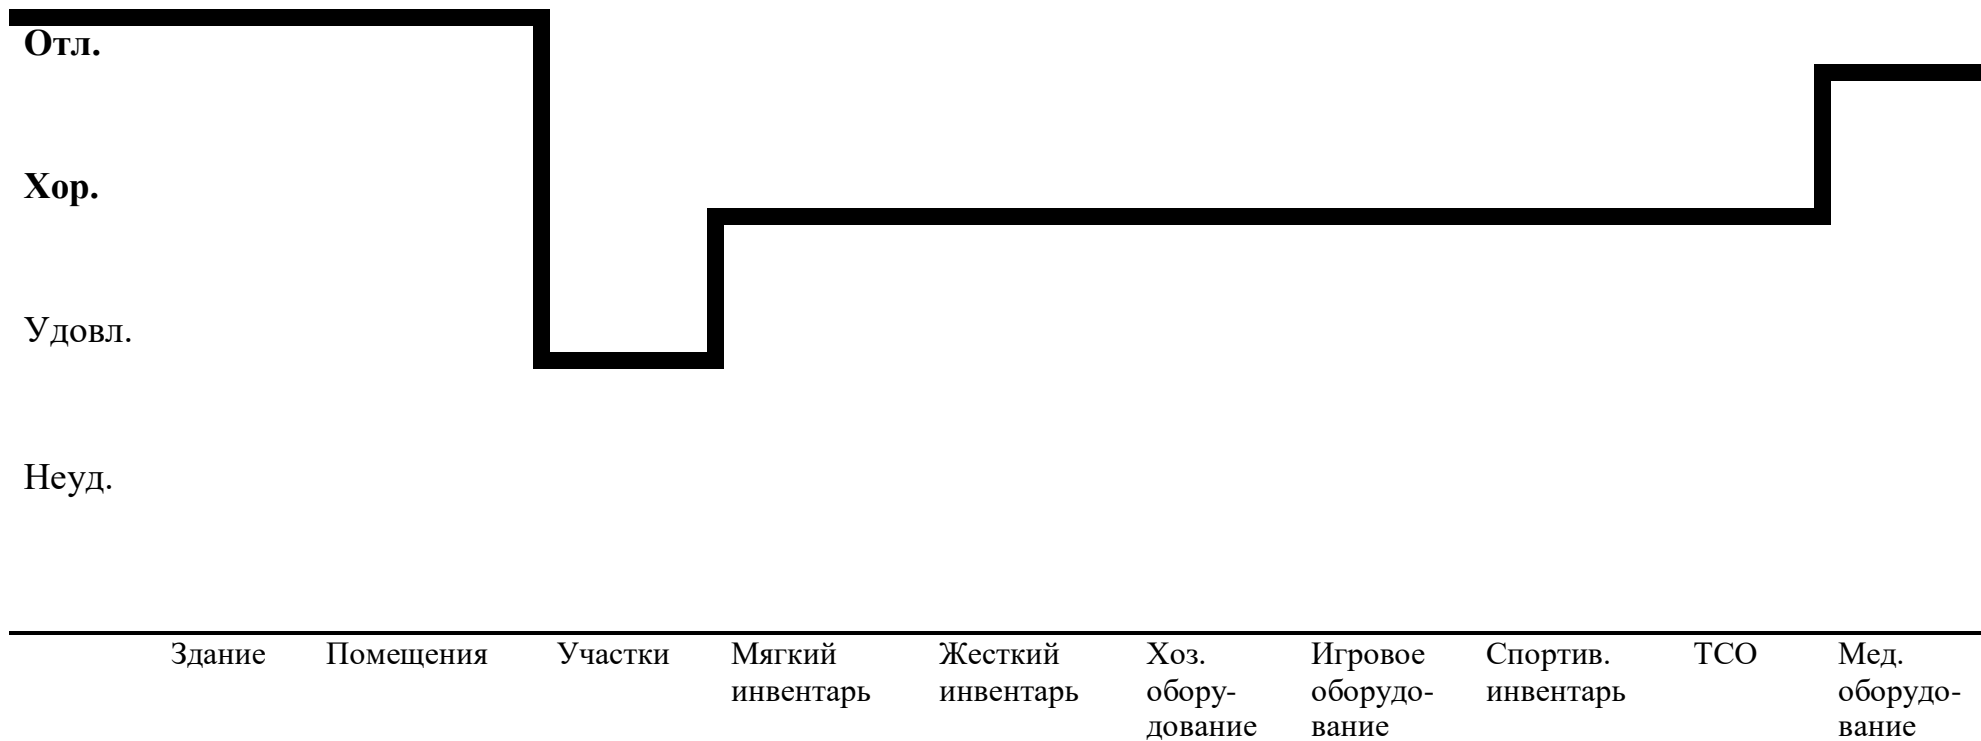 Отл.
Хор.
Удовл.
Неуд.
Здание Помещения Участки Мягкий Жесткий Хоз. Игровое Спортив. ТСО Мед.
инвентарь инвентарь обору- оборудо- инвентарь оборудо-
дование вание вание